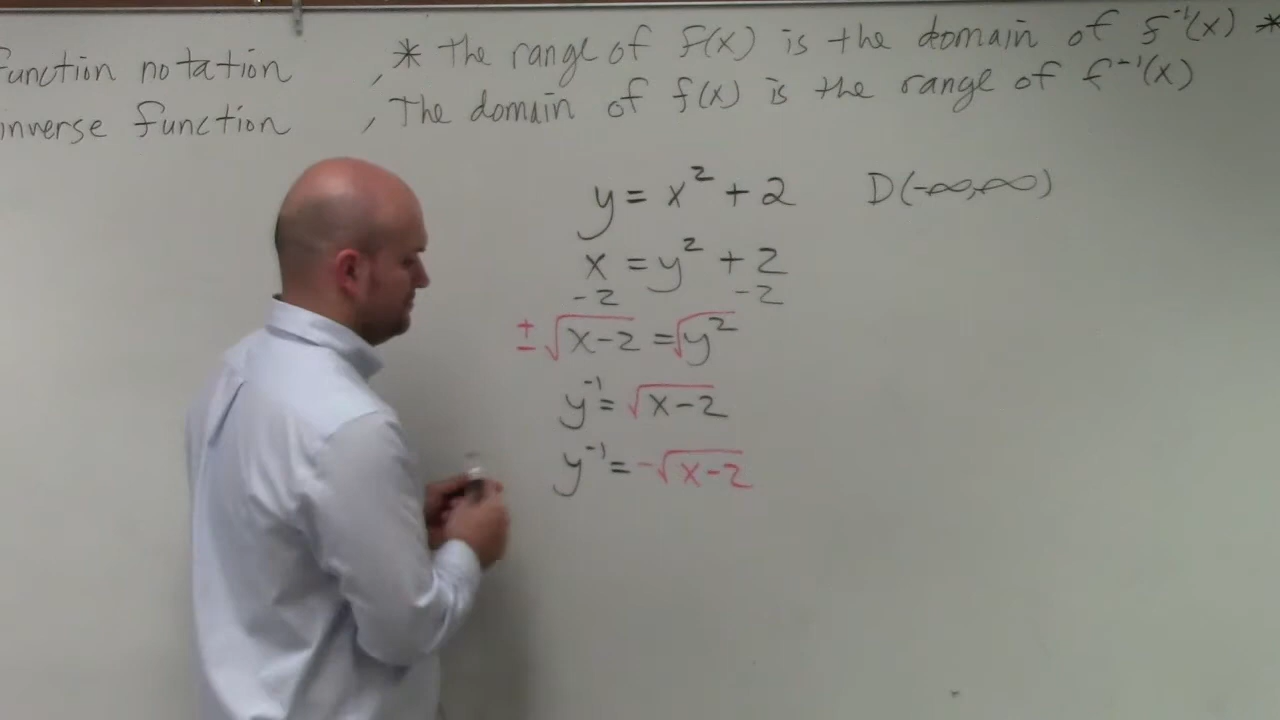 function notation , * The range of f(x) is the domain of f⁻¹(x) *
inverse function , The domain of f(x) is the range of f⁻¹(x)
y = x² + 2 D(-∞,∞)
x = y² + 2
-2 -2
±√x-2 = √y²
y⁻¹ = √x-2
y⁻¹ = -√x-2